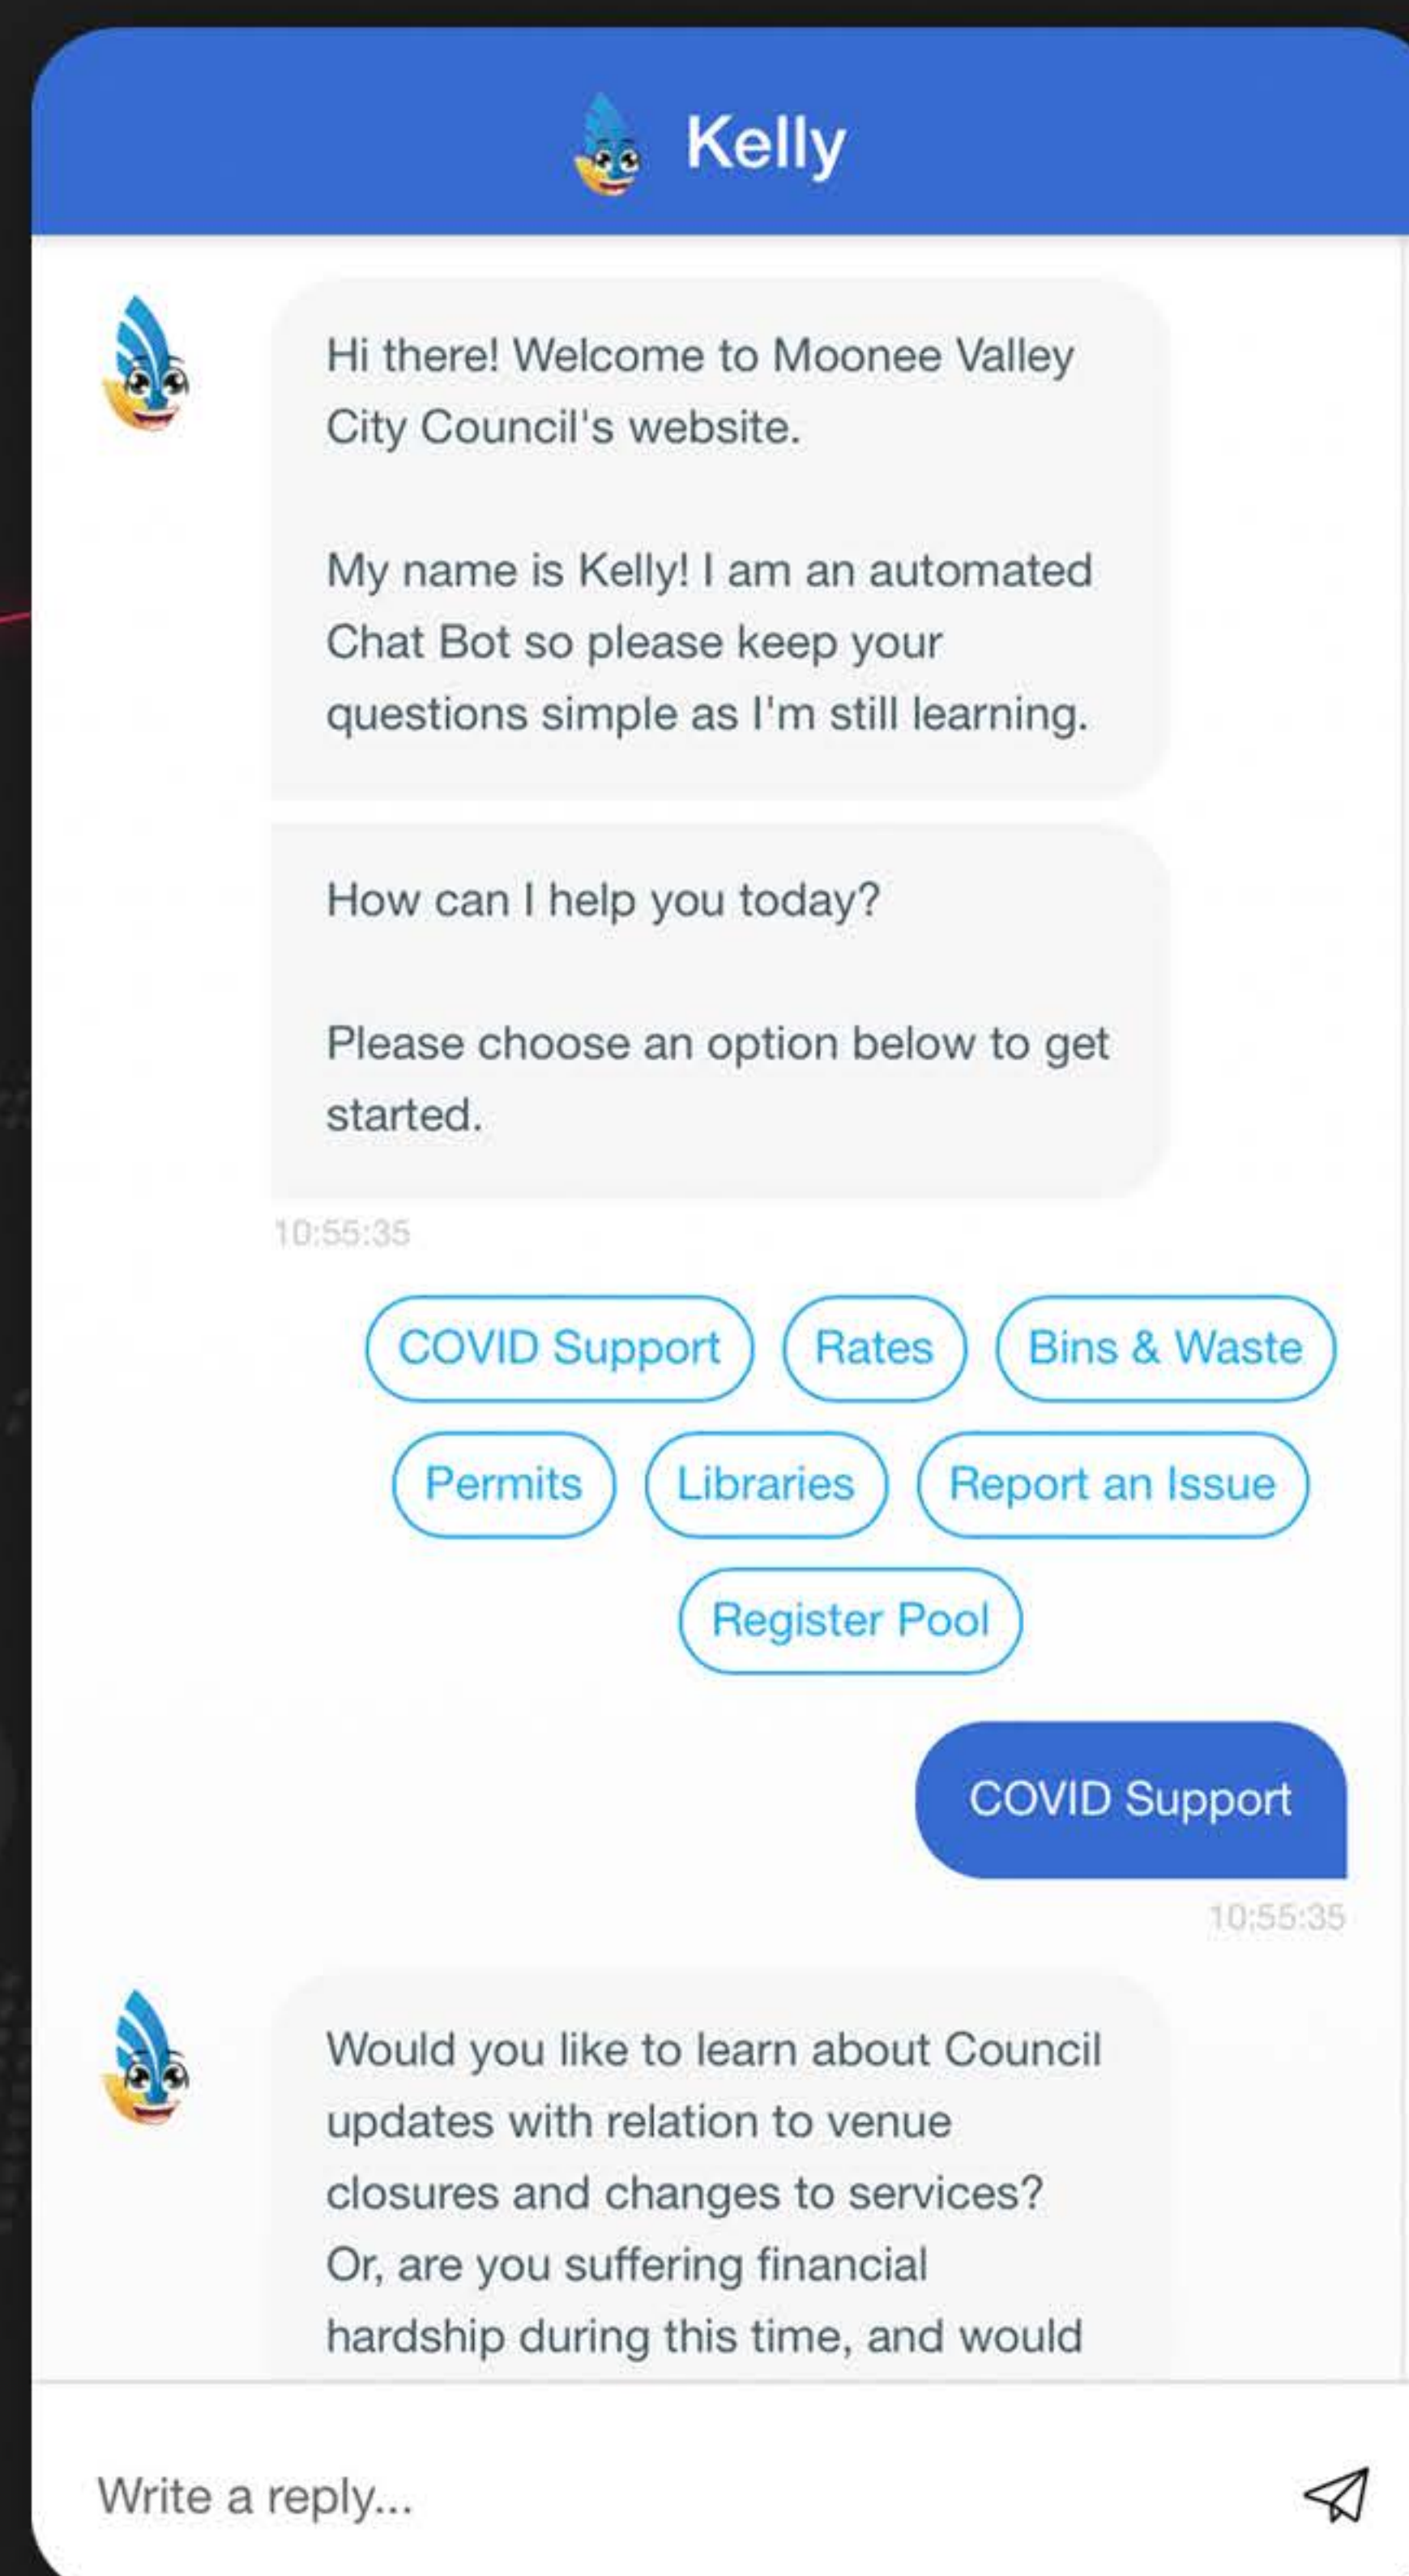 Kelly
Hi there! Welcome to Moonee Valley
City Council's website.
My name is Kelly! I am an automated
Chat Bot so please keep your
questions simple as I'm still learning.
How can I help you today?
Please choose an option below to get
started.
10:55:35
COVID Support Rates Bins & Waste
Permits Libraries Report an Issue
Register Pool
COVID Support
10:55:35
Would you like to learn about Council
updates with relation to venue
closures and changes to services?
Or, are you suffering financial
hardship during this time, and would
Write a reply...